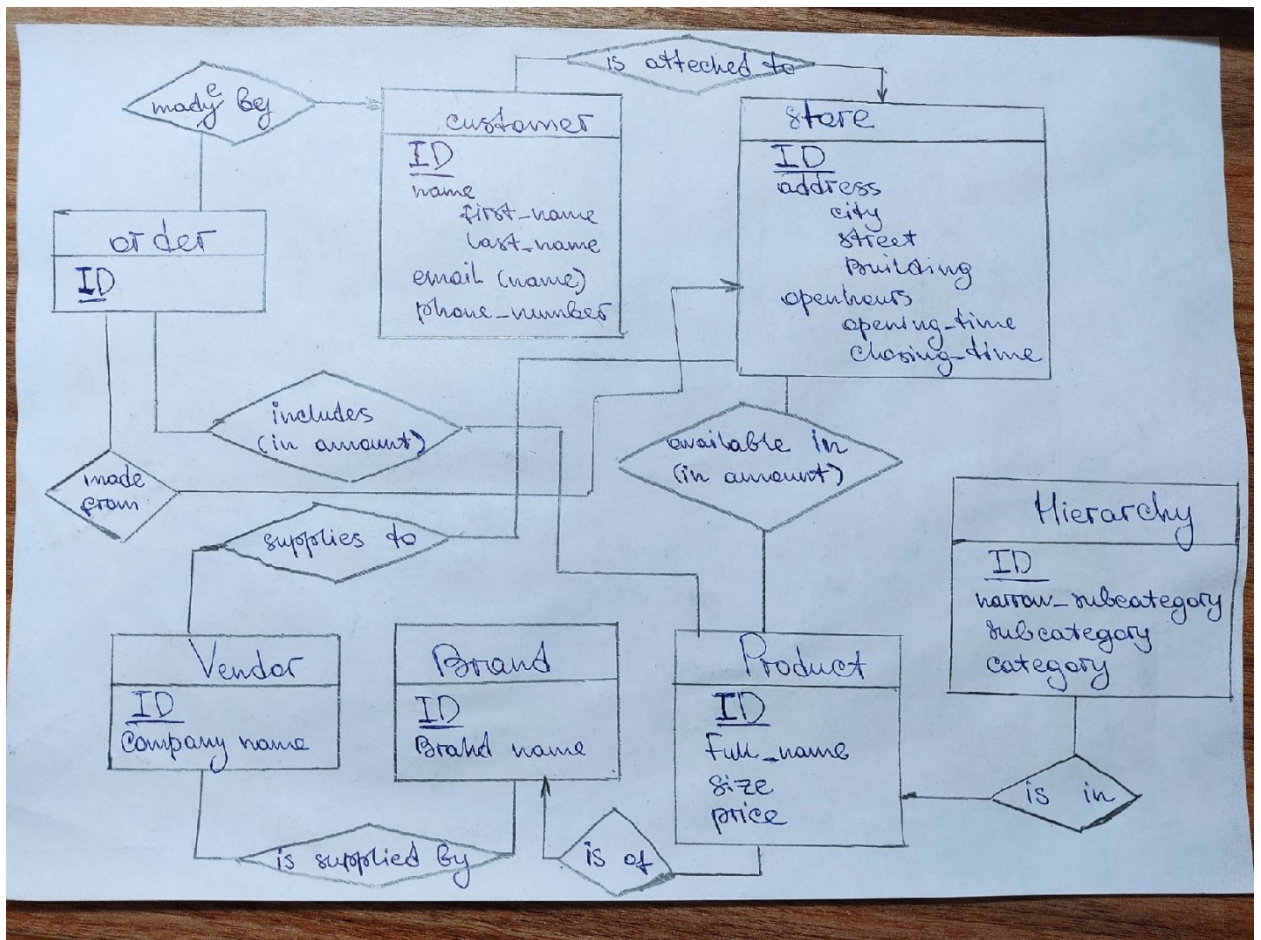 is atteched to
madye by
customer
ID
name
first_name
last_name
email (name)
phone_number
store
ID
address
city
street
Building
openhours
opening_time
Closing_time
order
ID
includes
(in amount)
available in
(in amount)
made
from
supplies to
Hierarchy
ID
narrow_subcategory
subcategory
category
Vendor
ID
Company name
Brand
ID
Brand name
Product
ID
Full_name
size
price
is in
is supplied by
is of